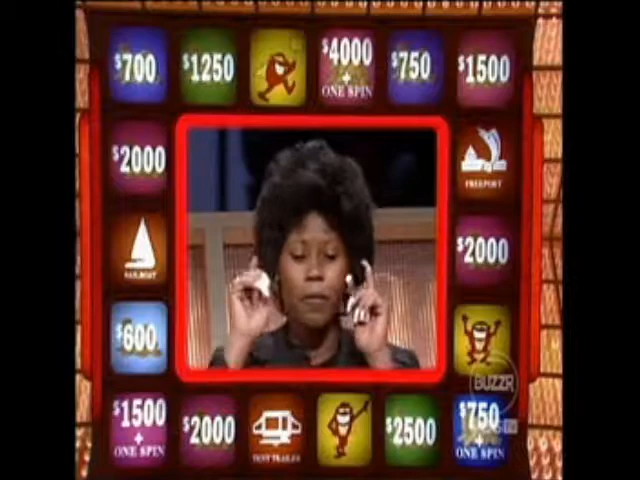 $700
$1250
$4000
+
ONE SPIN
$750
$1500
$2000
FREEPORT
SAILBOAT
$2000
$600
BUZZR
$1500
+
ONE SPIN
$2000
TENT TRAILER
$2500
$750
+
ONE SPIN